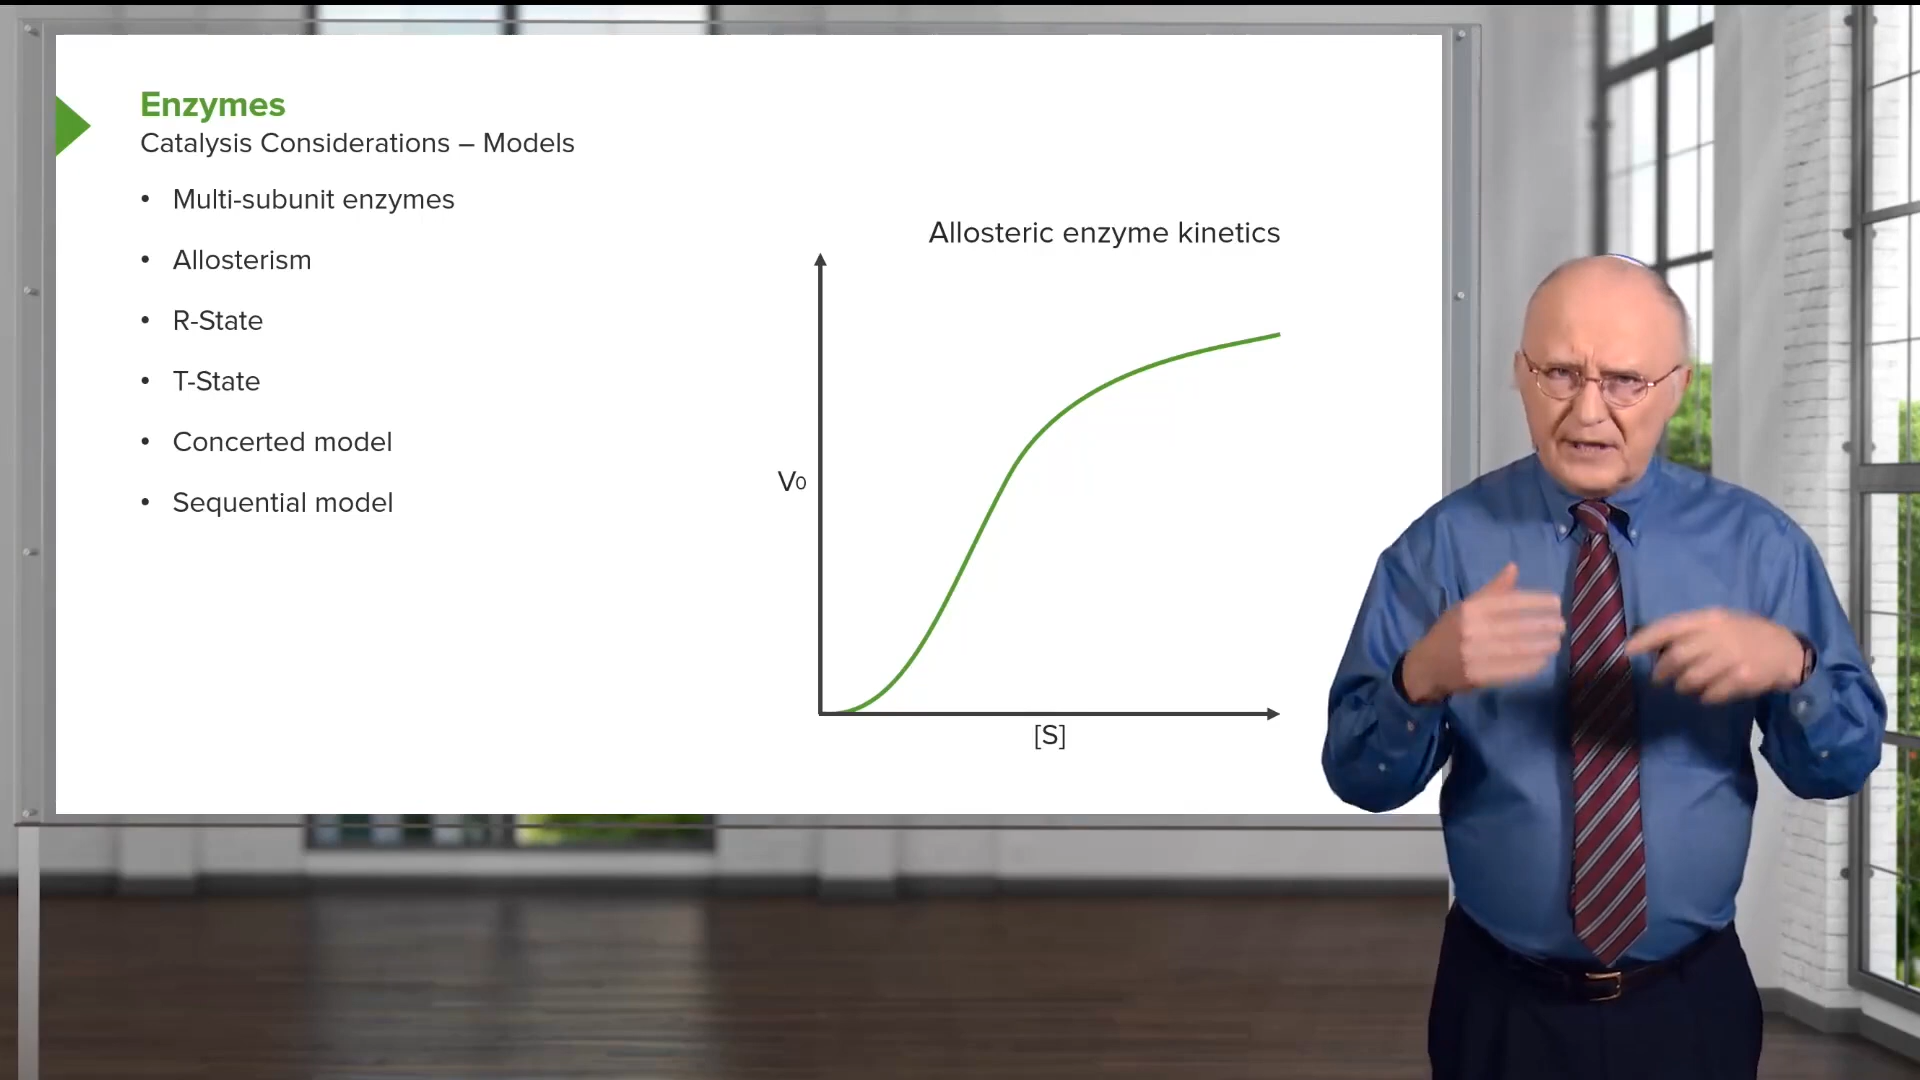 Enzymes
Catalysis Considerations – Models
• Multi-subunit enzymes
• Allosterism
• R-State
• T-State
• Concerted model
• Sequential model
Allosteric enzyme kinetics
V0
[S]